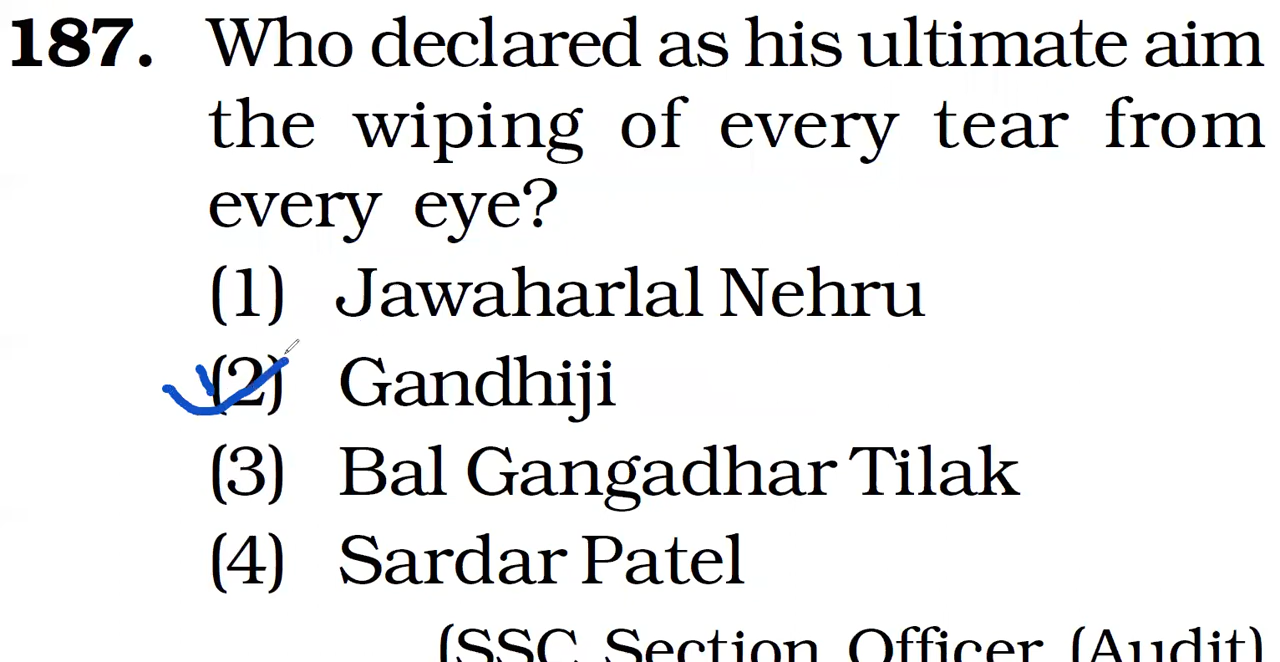 187. Who declared as his ultimate aim
the wiping of every tear from
every eye?
(1) Jawaharlal Nehru
(2) Gandhiji
(3) Bal Gangadhar Tilak
(4) Sardar Patel
(SSC Section Officer (Audit)